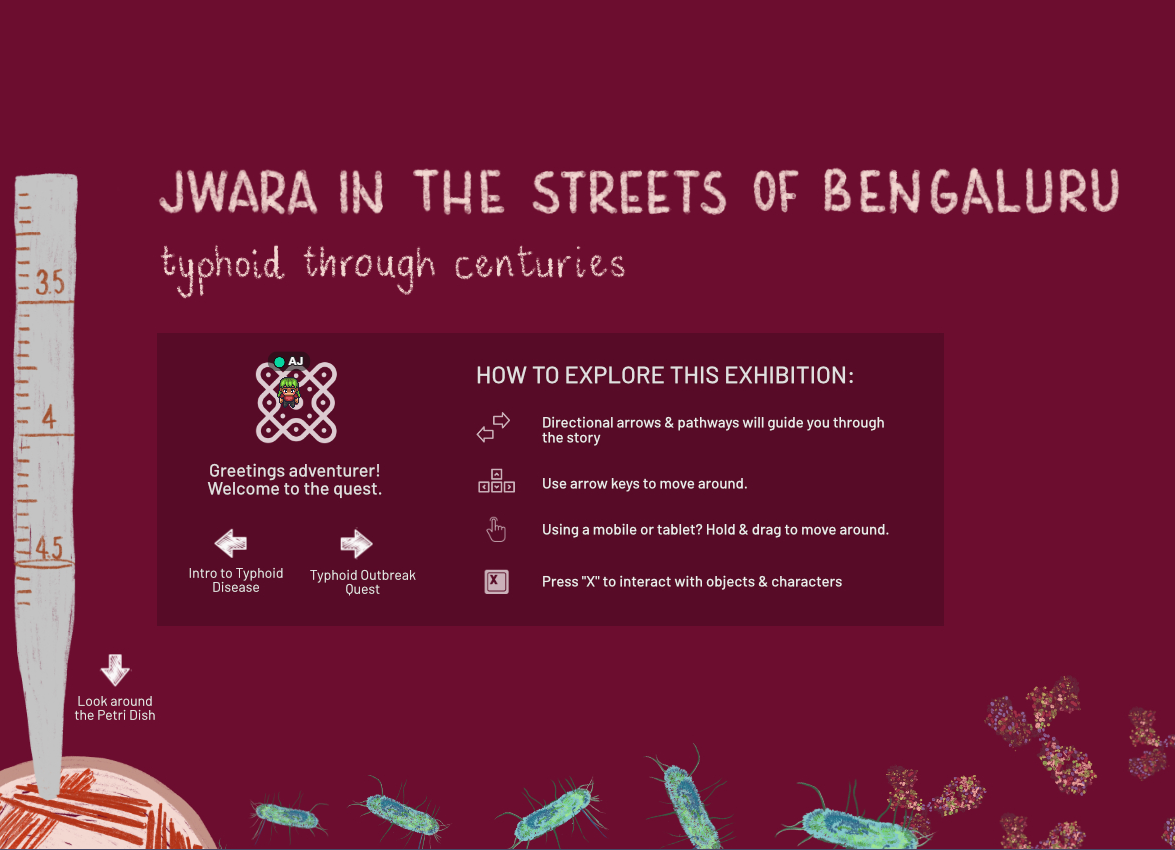 JWARA IN THE STREETS OF BENGALURU
typhoid through centuries
3.5
4
4.5
AJ
Greetings adventurer!
Welcome to the quest.
Intro to Typhoid
Disease
Typhoid Outbreak
Quest
HOW TO EXPLORE THIS EXHIBITION:
Directional arrows & pathways will guide you through
the story
Use arrow keys to move around.
Using a mobile or tablet? Hold & drag to move around.
X
Press "X" to interact with objects & characters
Look around
the Petri Dish